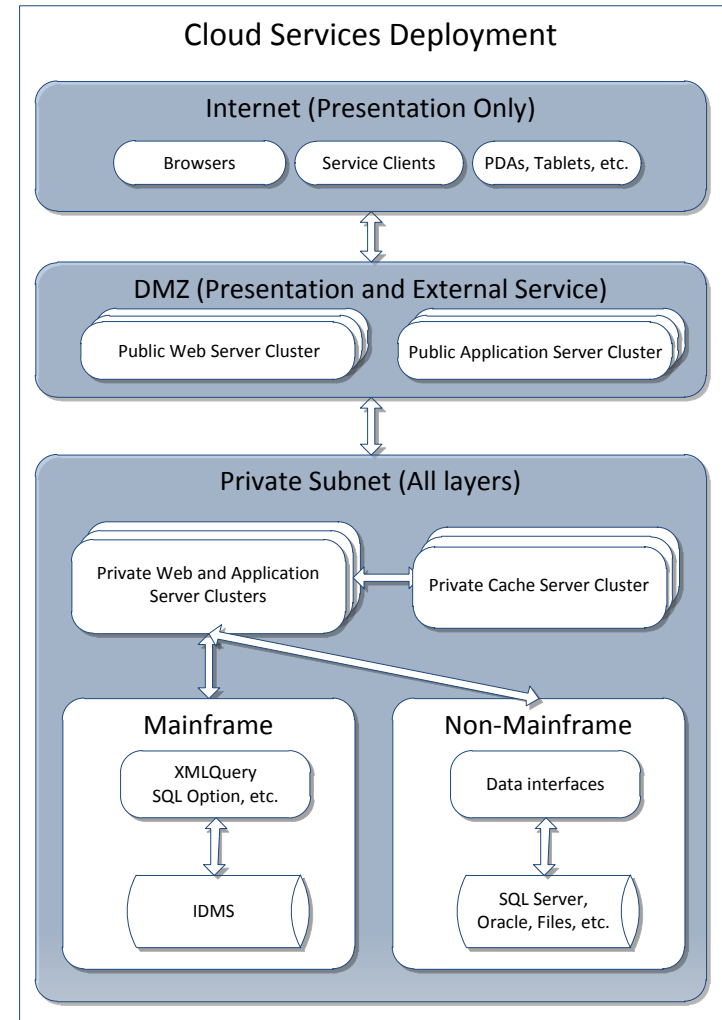 Cloud Services Deployment
Internet (Presentation Only)
Browsers
Service Clients
PDAs, Tablets, etc.
DMZ (Presentation and External Service)
Public Web Server Cluster
Public Application Server Cluster
Private Subnet (All layers)
Private Web and Application
Server Clusters
Private Cache Server Cluster
Mainframe
XMLQuery
SQL Option, etc.
IDMS
Non-Mainframe
Data interfaces
SQL Server,
Oracle, Files, etc.